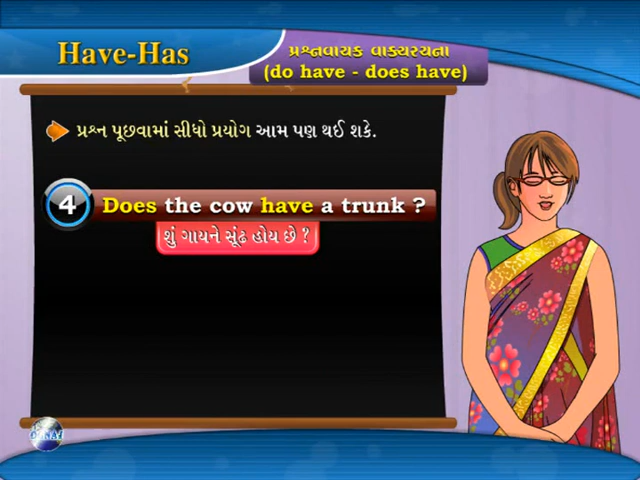 Have-Has
પ્રશ્નવાચક વાક્યરચના
(do have - does have)
પ્રશ્ન પૂછવામાં સીધો પ્રયોગ આમ પણ થઈ શકે.
4 Does the cow have a trunk ?
શું ગાયને સૂંઢ હોય છે ?